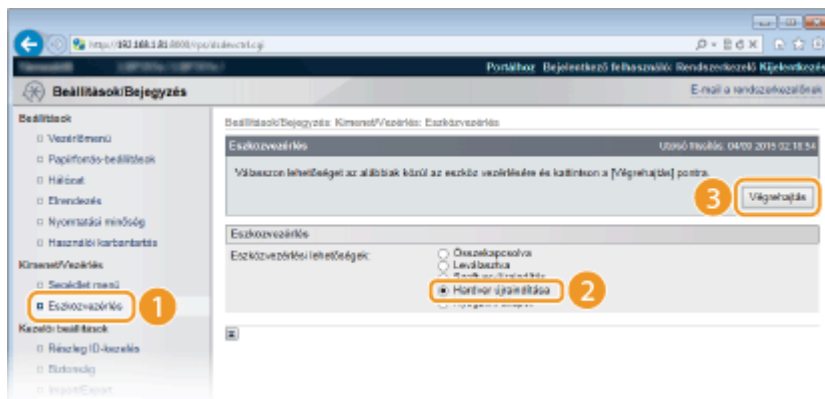 http://192.168.1.81:8000/rps/
Portálhoz Bejelentkező felhasználó: Rendszerkezelő Kijelentkezés
Beállítások/Bejegyzés
E-mail a rendszerkezelőnek
Beállítások
Vezérlőmenü
Papírforrás-beállítások
Hálózat
Elrendezés
Nyomtatási minőség
Használói karbantartás
Kimenet/Vezérlés
Segédlet menü
Eszközvezérlés
1
Kezelői beállítások
Részleg ID-kezelés
Biztonság
Import/Export
Beállítások/Bejegyzés: Kimenet/Vezérlés: Eszközvezérlés
Eszközvezérlés
Utolsó frissítés: 04/09 2015 02:18:54
Válasszon lehetőséget az alábbiak közül az eszköz vezérlésére és kattintson a [Végrehajtás] pontra.
3
Végrehajtás
Eszközvezérlés
Eszközvezérlési lehetőségek:
Összekapcsolva
Leválasztva
Hardver újraindítása
2